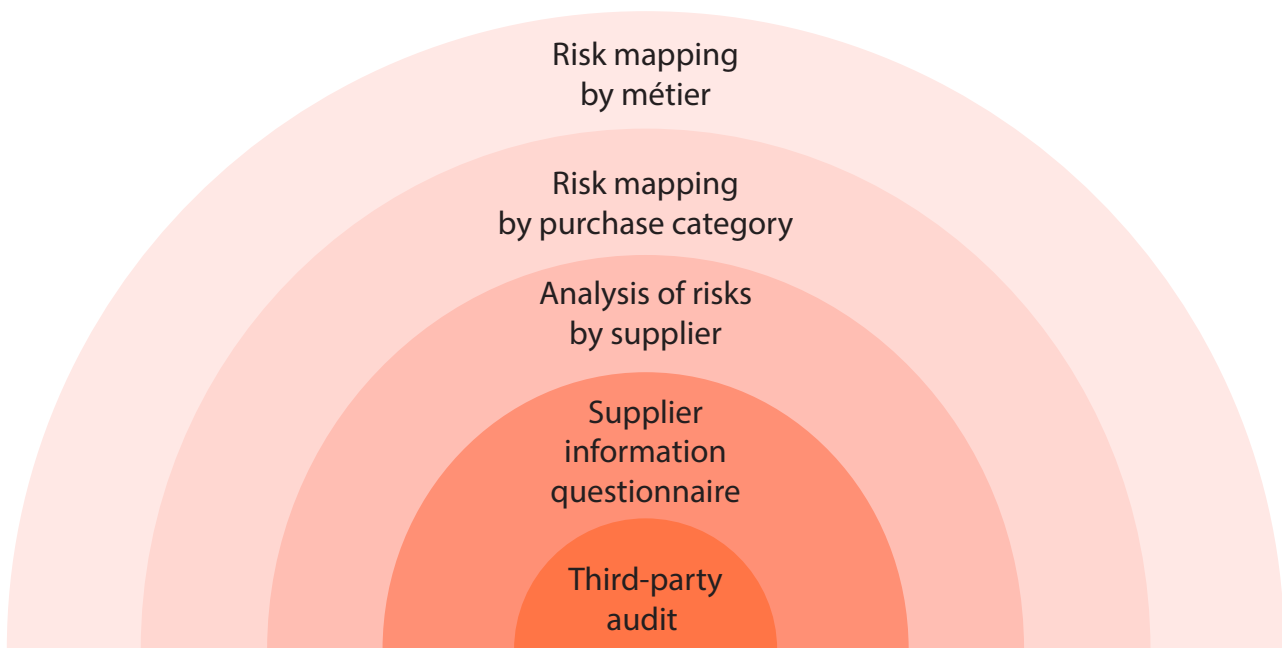 Risk mapping
by métier
Risk mapping
by purchase category
Analysis of risks
by supplier
Supplier
information
questionnaire
Third-party
audit